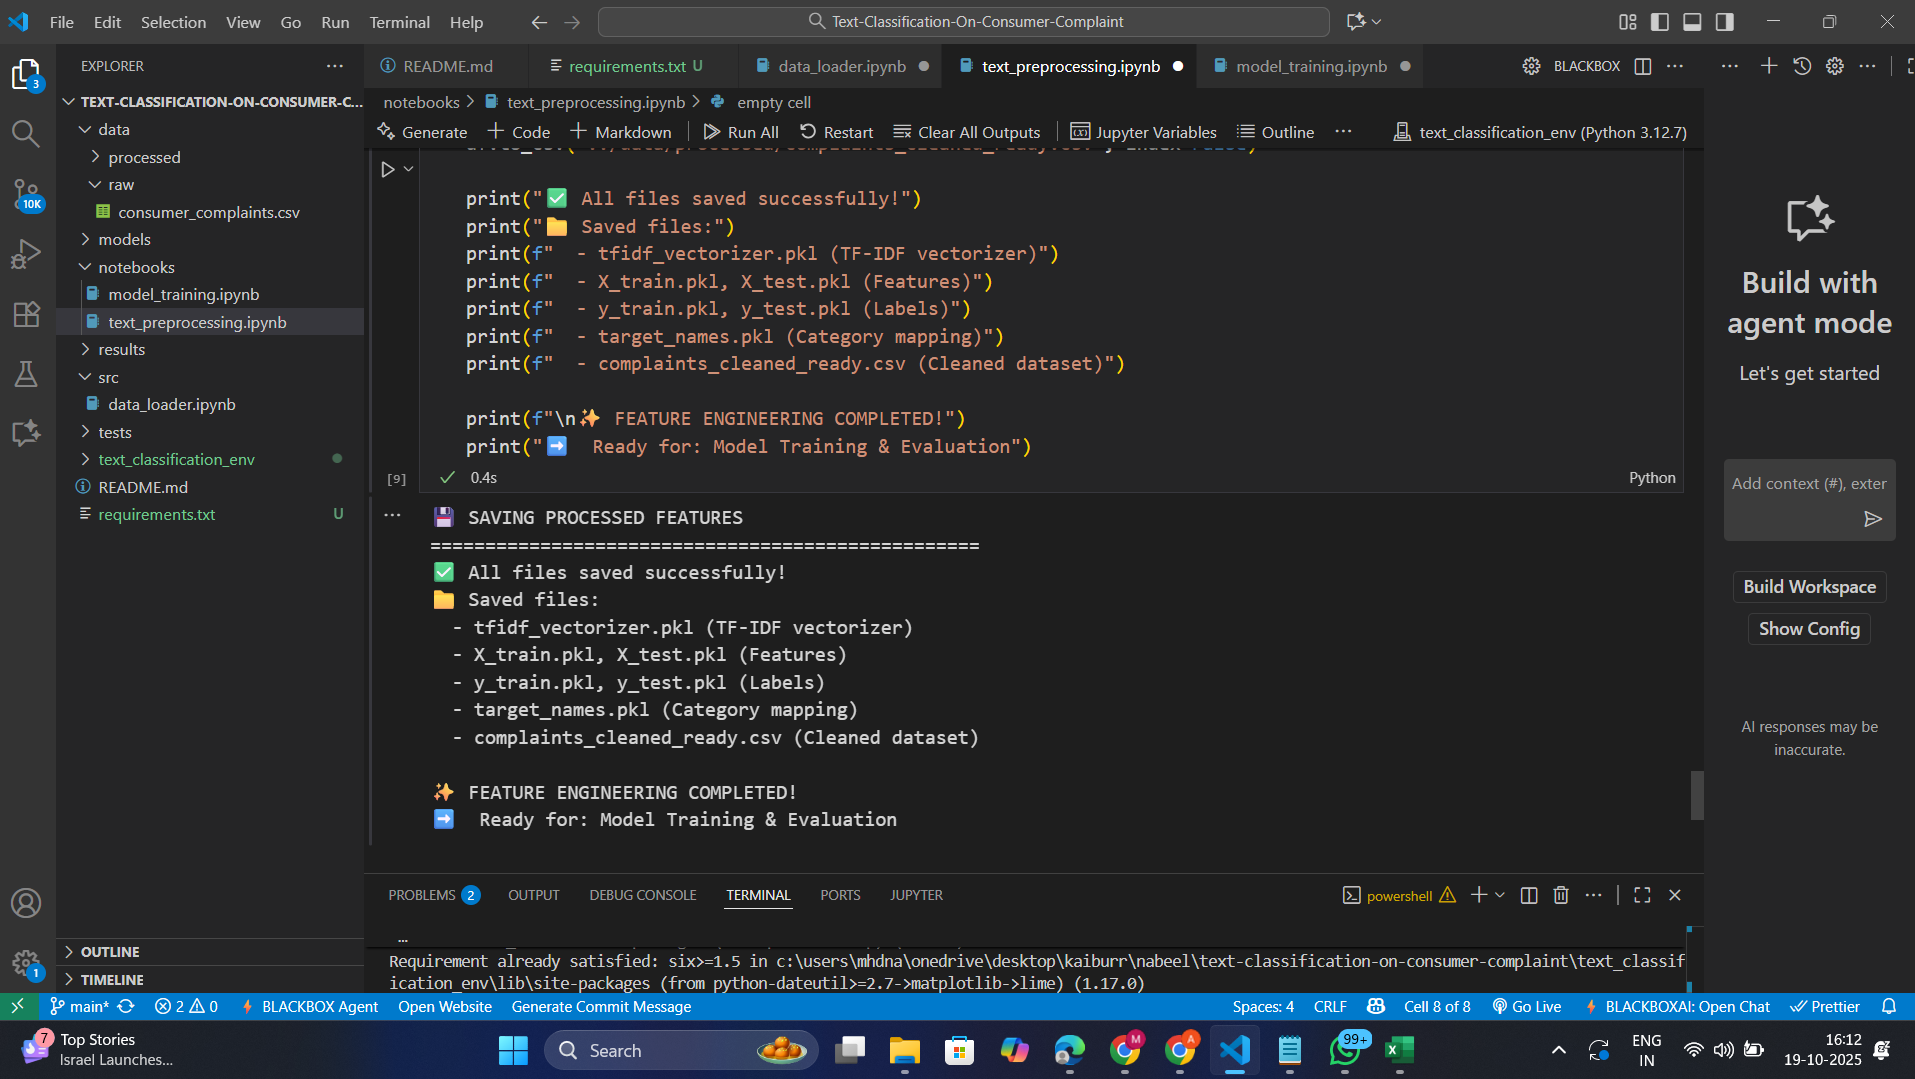 File Edit Selection View Go Run Terminal Help
Text-Classification-On-Consumer-Complaint
EXPLORER
README.md
requirements.txt U
data_loader.ipynb
text_preprocessing.ipynb
model_training.ipynb
BLACKBOX
3
TEXT-CLASSIFICATION-ON-CONSUMER-C...
notebooks > text_preprocessing.ipynb > empty cell
Generate + Code + Markdown Run All Restart Clear All Outputs Jupyter Variables Outline ... text_classification_env (Python 3.12.7)
data
processed
raw
consumer_complaints.csv
models
notebooks
model_training.ipynb
text_preprocessing.ipynb
results
src
data_loader.ipynb
tests
text_classification_env
README.md
requirements.txt U
10K
OUTLINE
TIMELINE
1
print("✅ All files saved successfully!")
print("📁 Saved files:")
print(f"  - tfidf_vectorizer.pkl (TF-IDF vectorizer)")
print(f"  - X_train.pkl, X_test.pkl (Features)")
print(f"  - y_train.pkl, y_test.pkl (Labels)")
print(f"  - target_names.pkl (Category mapping)")
print(f"  - complaints_cleaned_ready.csv (Cleaned dataset)")
print(f"\n✨ FEATURE ENGINEERING COMPLETED!")
print("➡️  Ready for: Model Training & Evaluation")
[9] ✓ 0.4s Python
... 💾 SAVING PROCESSED FEATURES
==================================================
✅ All files saved successfully!
📁 Saved files:
  - tfidf_vectorizer.pkl (TF-IDF vectorizer)
  - X_train.pkl, X_test.pkl (Features)
  - y_train.pkl, y_test.pkl (Labels)
  - target_names.pkl (Category mapping)
  - complaints_cleaned_ready.csv (Cleaned dataset)
✨ FEATURE ENGINEERING COMPLETED!
➡️  Ready for: Model Training & Evaluation
Build with
agent mode
Let's get started
Add context (#), exter
Build Workspace
Show Config
AI responses may be
inaccurate.
PROBLEMS 2 OUTPUT DEBUG CONSOLE TERMINAL PORTS JUPYTER
powershell
...
Requirement already satisfied: six>=1.5 in c:\users\mhdna\onedrive\desktop\kaiburr\nabeel\text-classification-on-consumer-complaint\text_classif
ication_env\lib\site-packages (from python-dateutil>=2.7->matplotlib->lime) (1.17.0)
main* 2 0 BLACKBOX Agent Open Website Generate Commit Message Spaces: 4 CRLF Cell 8 of 8 Go Live BLACKBOXAI: Open Chat Prettier
7
Top Stories
Israel Launches...
Search
M
A
99+
ENG
IN
16:12
19-10-2025